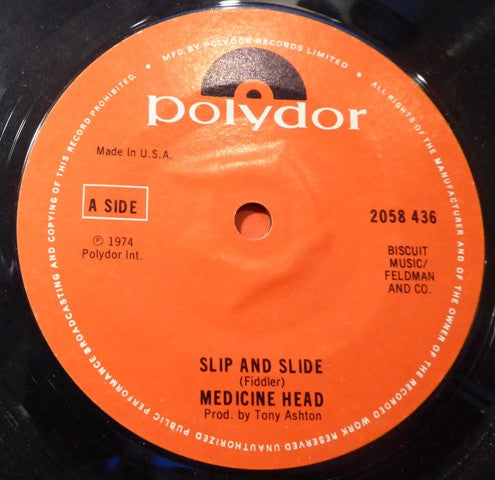 MFG. BY POLYDOR RECORDS LIMITED • ALL RIGHTS OF THE MANUFACTURER AND OF THE OWNER OF THE RECORDED WORK RESERVED UNAUTHORIZED PUBLIC PERFORMANCE BROADCASTING AND COPYING OF THIS RECORD PROHIBITED. •
polydor
Made In U.S.A.
A SIDE
2058 436
℗ 1974
Polydor Int.
BISCUIT
MUSIC/
FELDMAN
AND CO.
SLIP AND SLIDE
(Fiddler)
MEDICINE HEAD
Prod. by Tony Ashton